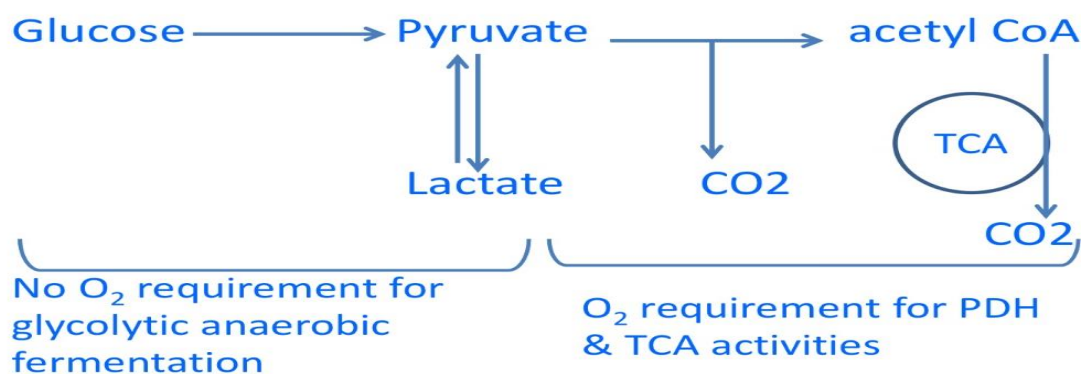 Glucose Pyruvate acetyl CoA
TCA
Lactate CO2
CO2
No O₂ requirement for
glycolytic anaerobic
fermentation
O₂ requirement for PDH
& TCA activities